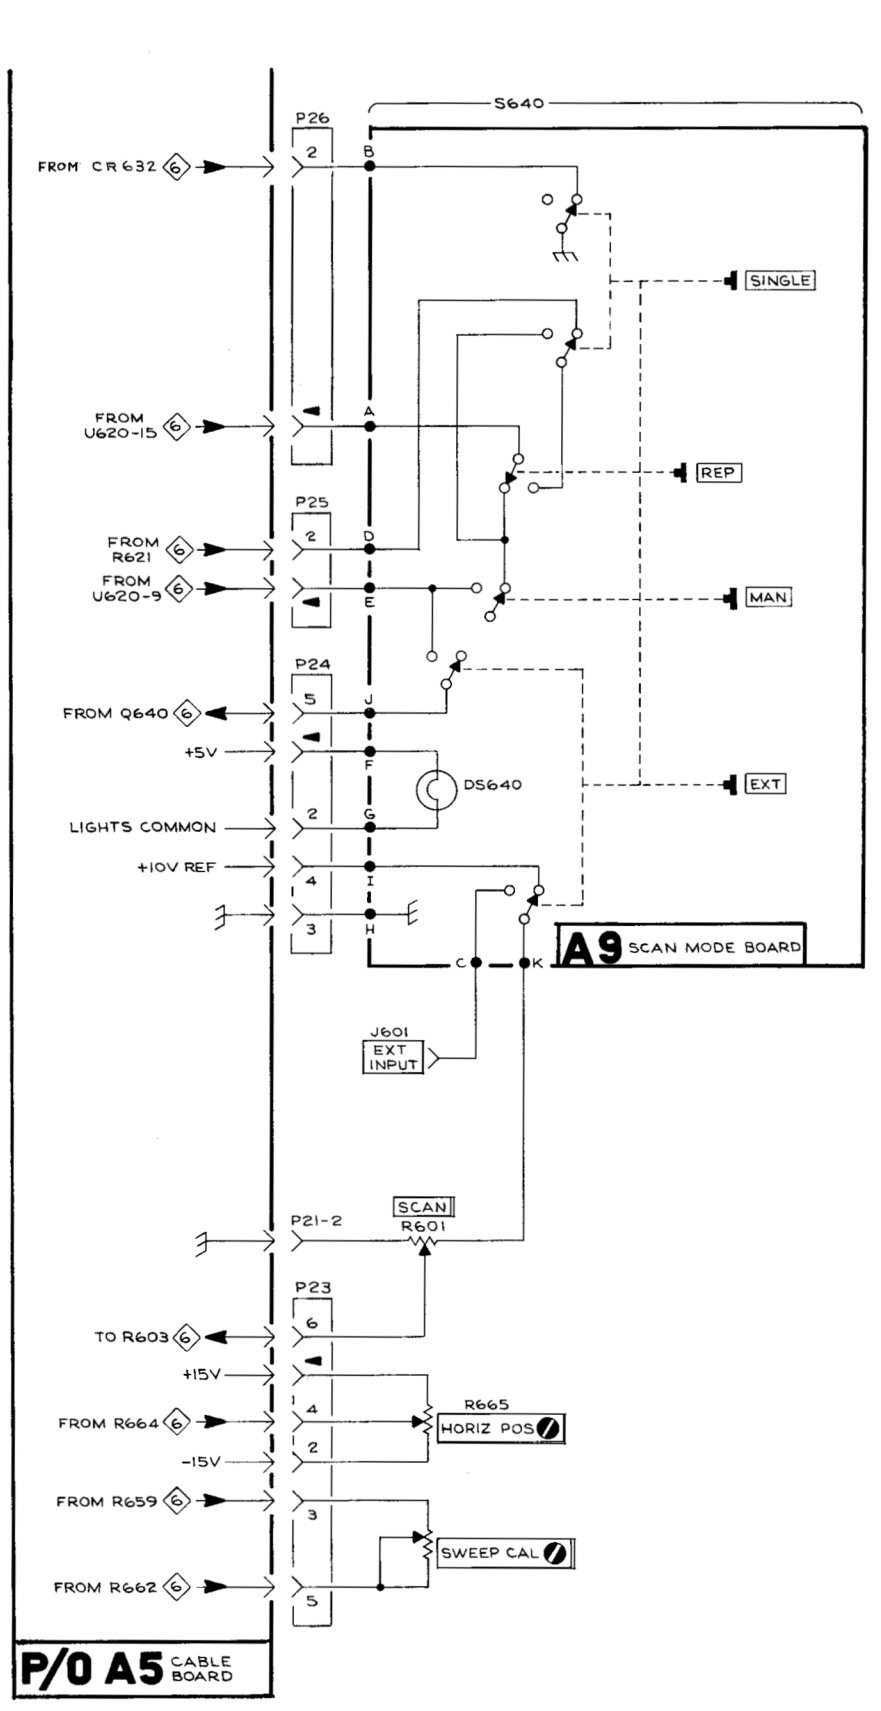 S640
P26
FROM CR632 6
2
B
SINGLE
FROM
U620-15 6
A
REP
P25
FROM
R621 6
2
D
FROM
U620-9 6
E
MAN
P24
FROM Q640 6
5
J
+5V
F
DS640
EXT
LIGHTS COMMON
2
G
+10V REF
4
I
3
H
A9 SCAN MODE BOARD
C
K
J601
EXT
INPUT
SCAN
P21-2
R601
P23
TO R603 6
6
+15V
R665
FROM R664 6
4
HORIZ POS
-15V
2
FROM R659 6
3
SWEEP CAL
FROM R662 6
5
P/O A5 CABLE
BOARD